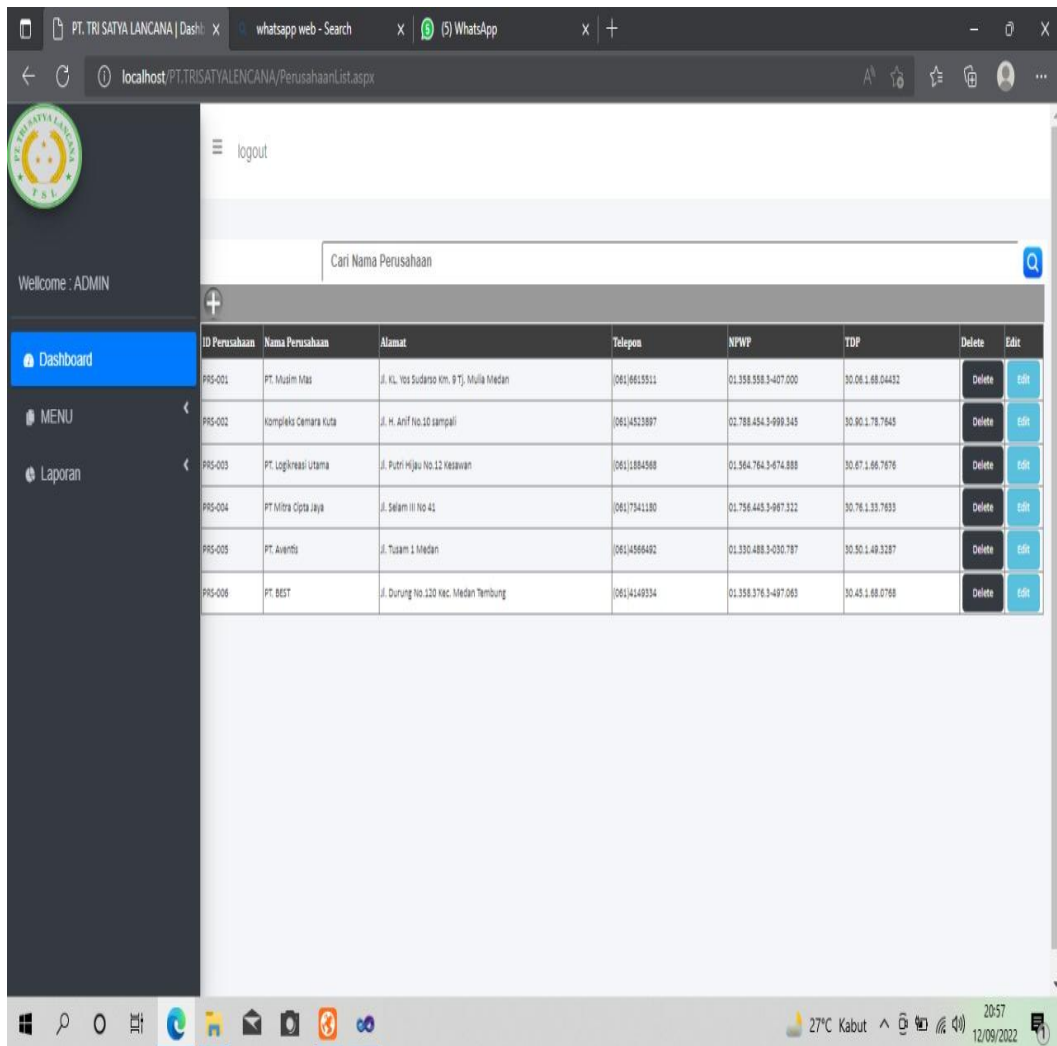 PT. TRI SATYA LANCANA | Dashb
whatsapp web - Search
(5) WhatsApp
localhost/PT.TRISATYALENCANA/PerusahaanList.aspx
PT. TRI SATYA LANCANA
T S L
logout
Cari Nama Perusahaan
Wellcome : ADMIN
Dashboard
MENU
Laporan
ID Perusahaan Nama Perusahaan Alamat Telepon NPWP TDP Delete Edit
PRS-001 PT. Musim Mas Jl. KL. Yos Sudarso Km. 9 Tj. Mulia Medan (061)6615511 01.358.558.3-407.000 30.06.1.68.04432 Delete Edit
PRS-002 Kompleks Cemara Kuta Jl. H. Anif No.10 sampali (061)4523897 02.788.454.3-999.345 30.90.1.78.7645 Delete Edit
PRS-003 PT. Logikreasi Utama Jl. Putri Hijau No.12 Kesawan (061)1884568 01.564.764.3-674.888 30.67.1.66.7676 Delete Edit
PRS-004 PT Mitra Cipta Jaya Jl. Selam III No 41 (061)7341180 01.756.445.3-967.322 30.76.1.33.7633 Delete Edit
PRS-005 PT. Aventis Jl. Tusam 1 Medan (061)4566492 01.330.488.3-030.787 30.50.1.49.3287 Delete Edit
PRS-006 PT. BEST Jl. Durung No.120 Kec. Medan Tembung (061)4149334 01.358.376.3-497.063 30.45.1.68.0768 Delete Edit
27°C Kabut
20:57
12/09/2022